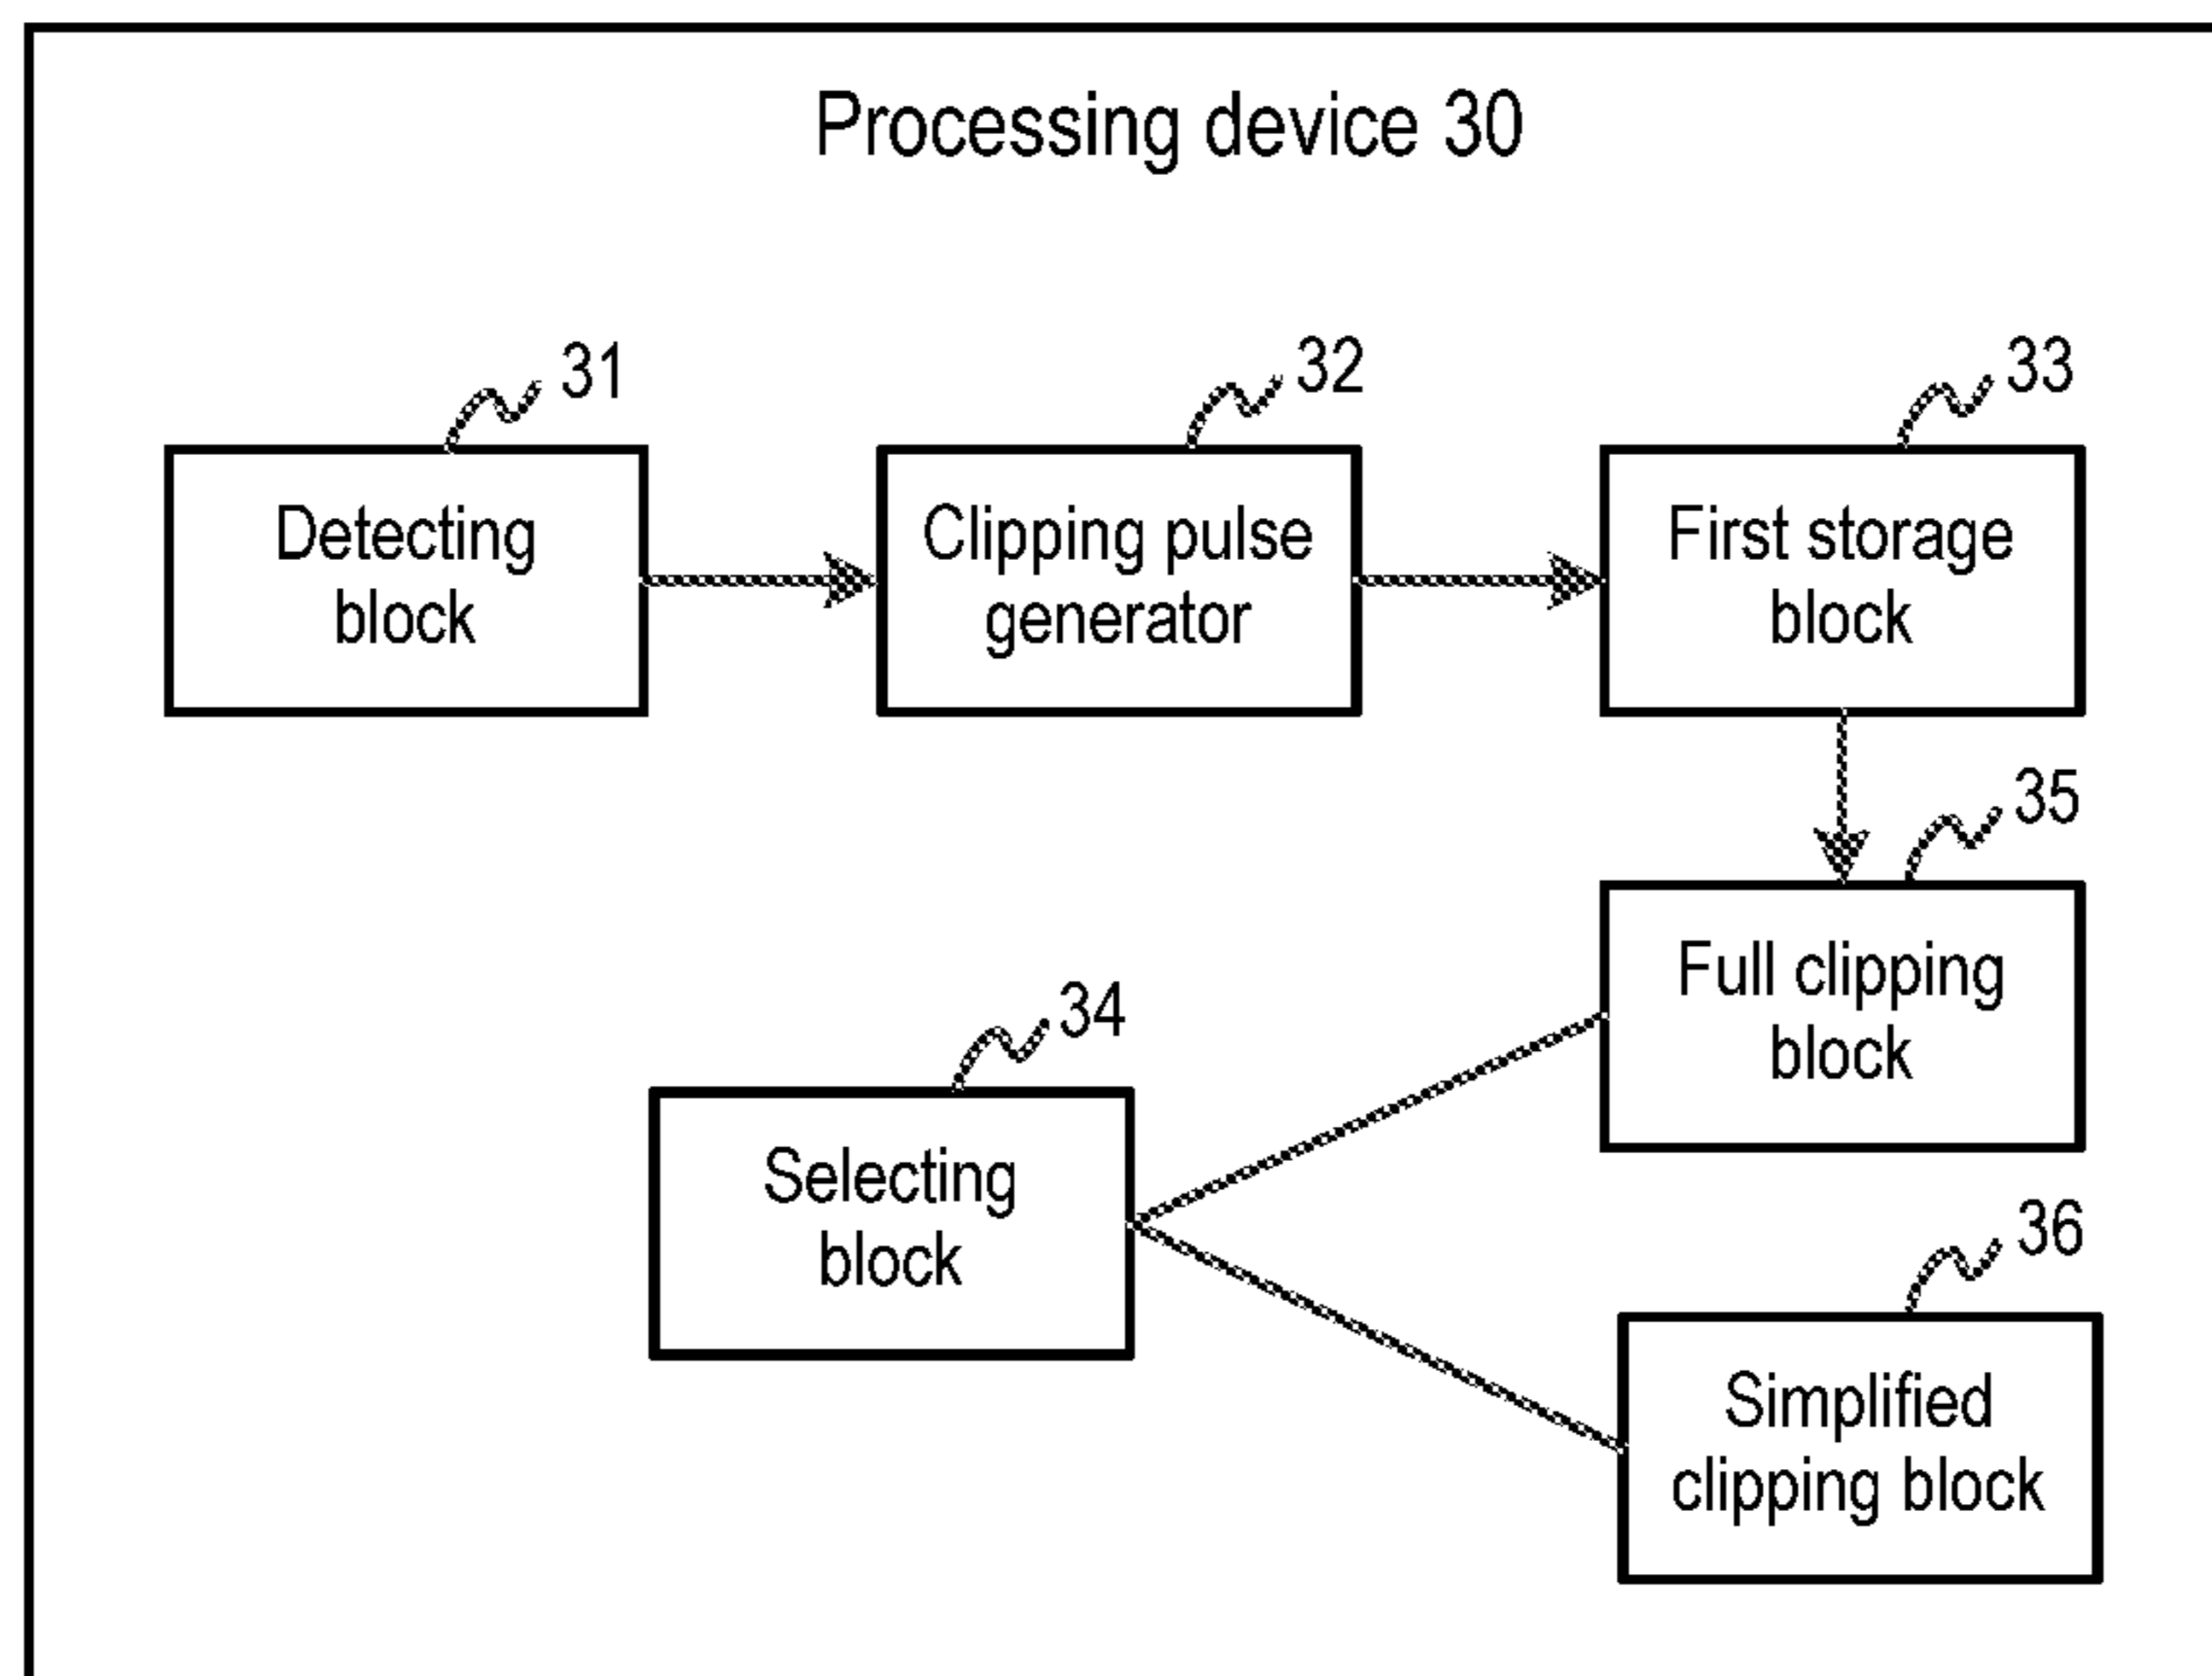 Processing device 30
31
32
33
Detecting
block
Clipping pulse
generator
First storage
block
35
Full clipping
block
34
Selecting
block
36
Simplified
clipping block